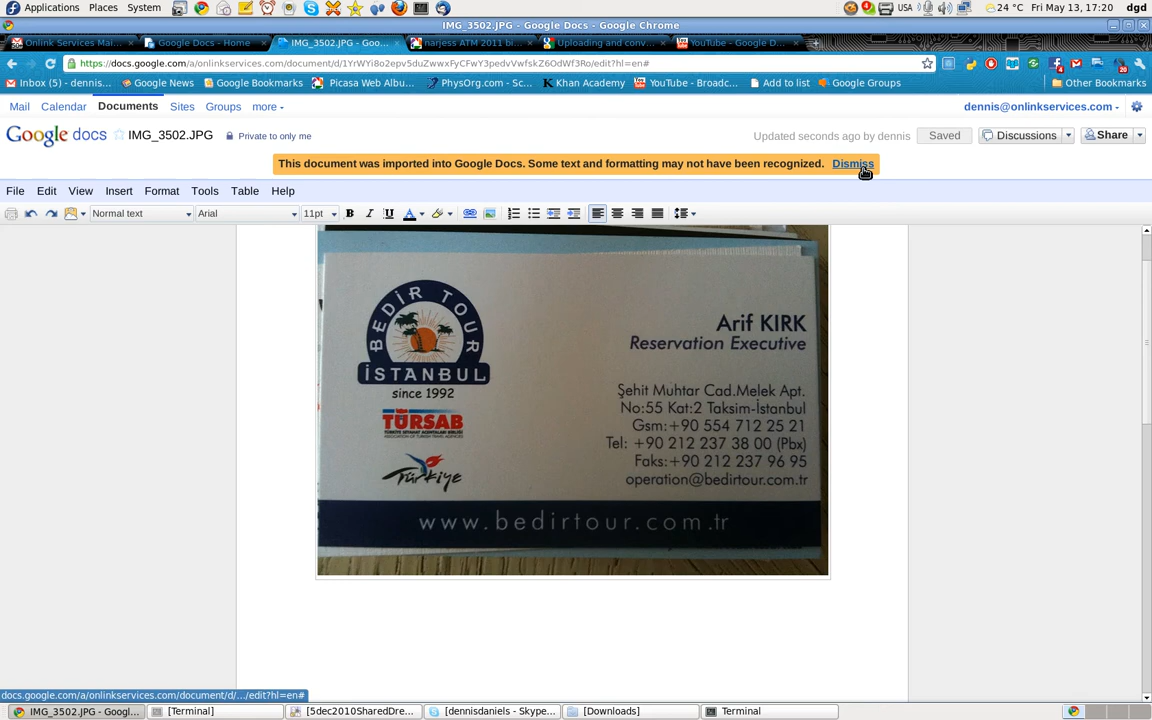 Applications Places System USA 24 °C Fri May 13, 17:20 dgd
IMG_3502.JPG - Google Docs - Google Chrome
Onlink Services Mai... Google Docs - Home IMG_3502.JPG - Goo... narjess ATM 2011 bi... Uploading and conv... YouTube - Google D...
https://docs.google.com/a/onlinkservices.com/document/d/1YrWYi8o2epv5duZwwxFyCFwY3pedvVwfskZ6OdWf3Ro/edit?hl=en#
Inbox (5) - dennis... Google News Google Bookmarks Picasa Web Albu... PhysOrg.com - Sc... Khan Academy YouTube - Broadc... Add to list Google Groups Other Bookmarks
Mail Calendar Documents Sites Groups more dennis@onlinkservices.com
Google docs IMG_3502.JPG Private to only me Updated seconds ago by dennis Saved Discussions Share
This document was imported into Google Docs. Some text and formatting may not have been recognized. Dismiss
File Edit View Insert Format Tools Table Help
Normal text Arial 11pt B I U A
BEDİR TOUR
İSTANBUL
since 1992
TÜRSAB
Türkiye
Arif KIRK
Reservation Executive
Şehit Muhtar Cad.Melek Apt.
No:55 Kat:2 Taksim-İstanbul
Gsm:+90 554 712 25 21
Tel: +90 212 237 38 00 (Pbx)
Faks:+90 212 237 96 95
operation@bedirtour.com.tr
www.bedirtour.com.tr
docs.google.com/a/onlinkservices.com/document/d/.../edit?hl=en#
IMG_3502.JPG - Googl... [Terminal] [5dec2010SharedDre... [dennisdaniels - Skype... [Downloads] Terminal